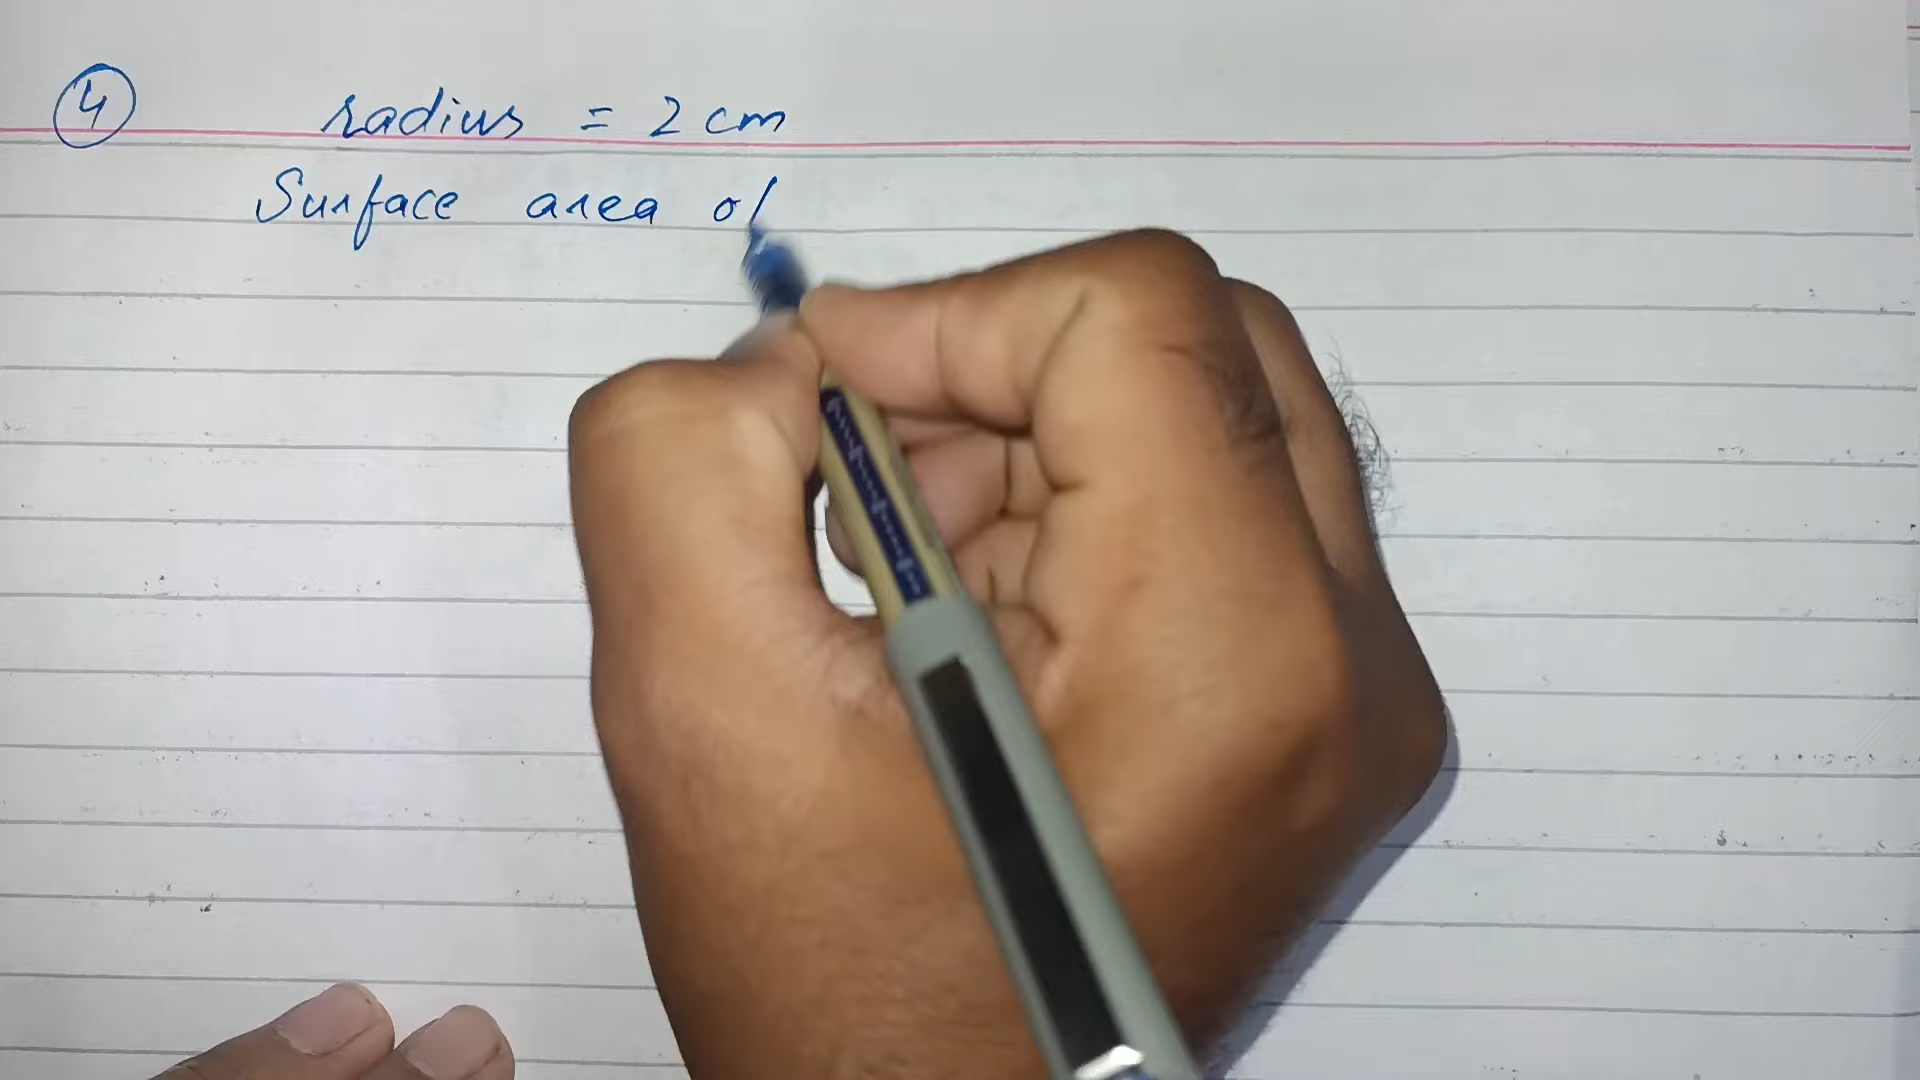 4 radius = 2 cm
Surface area of